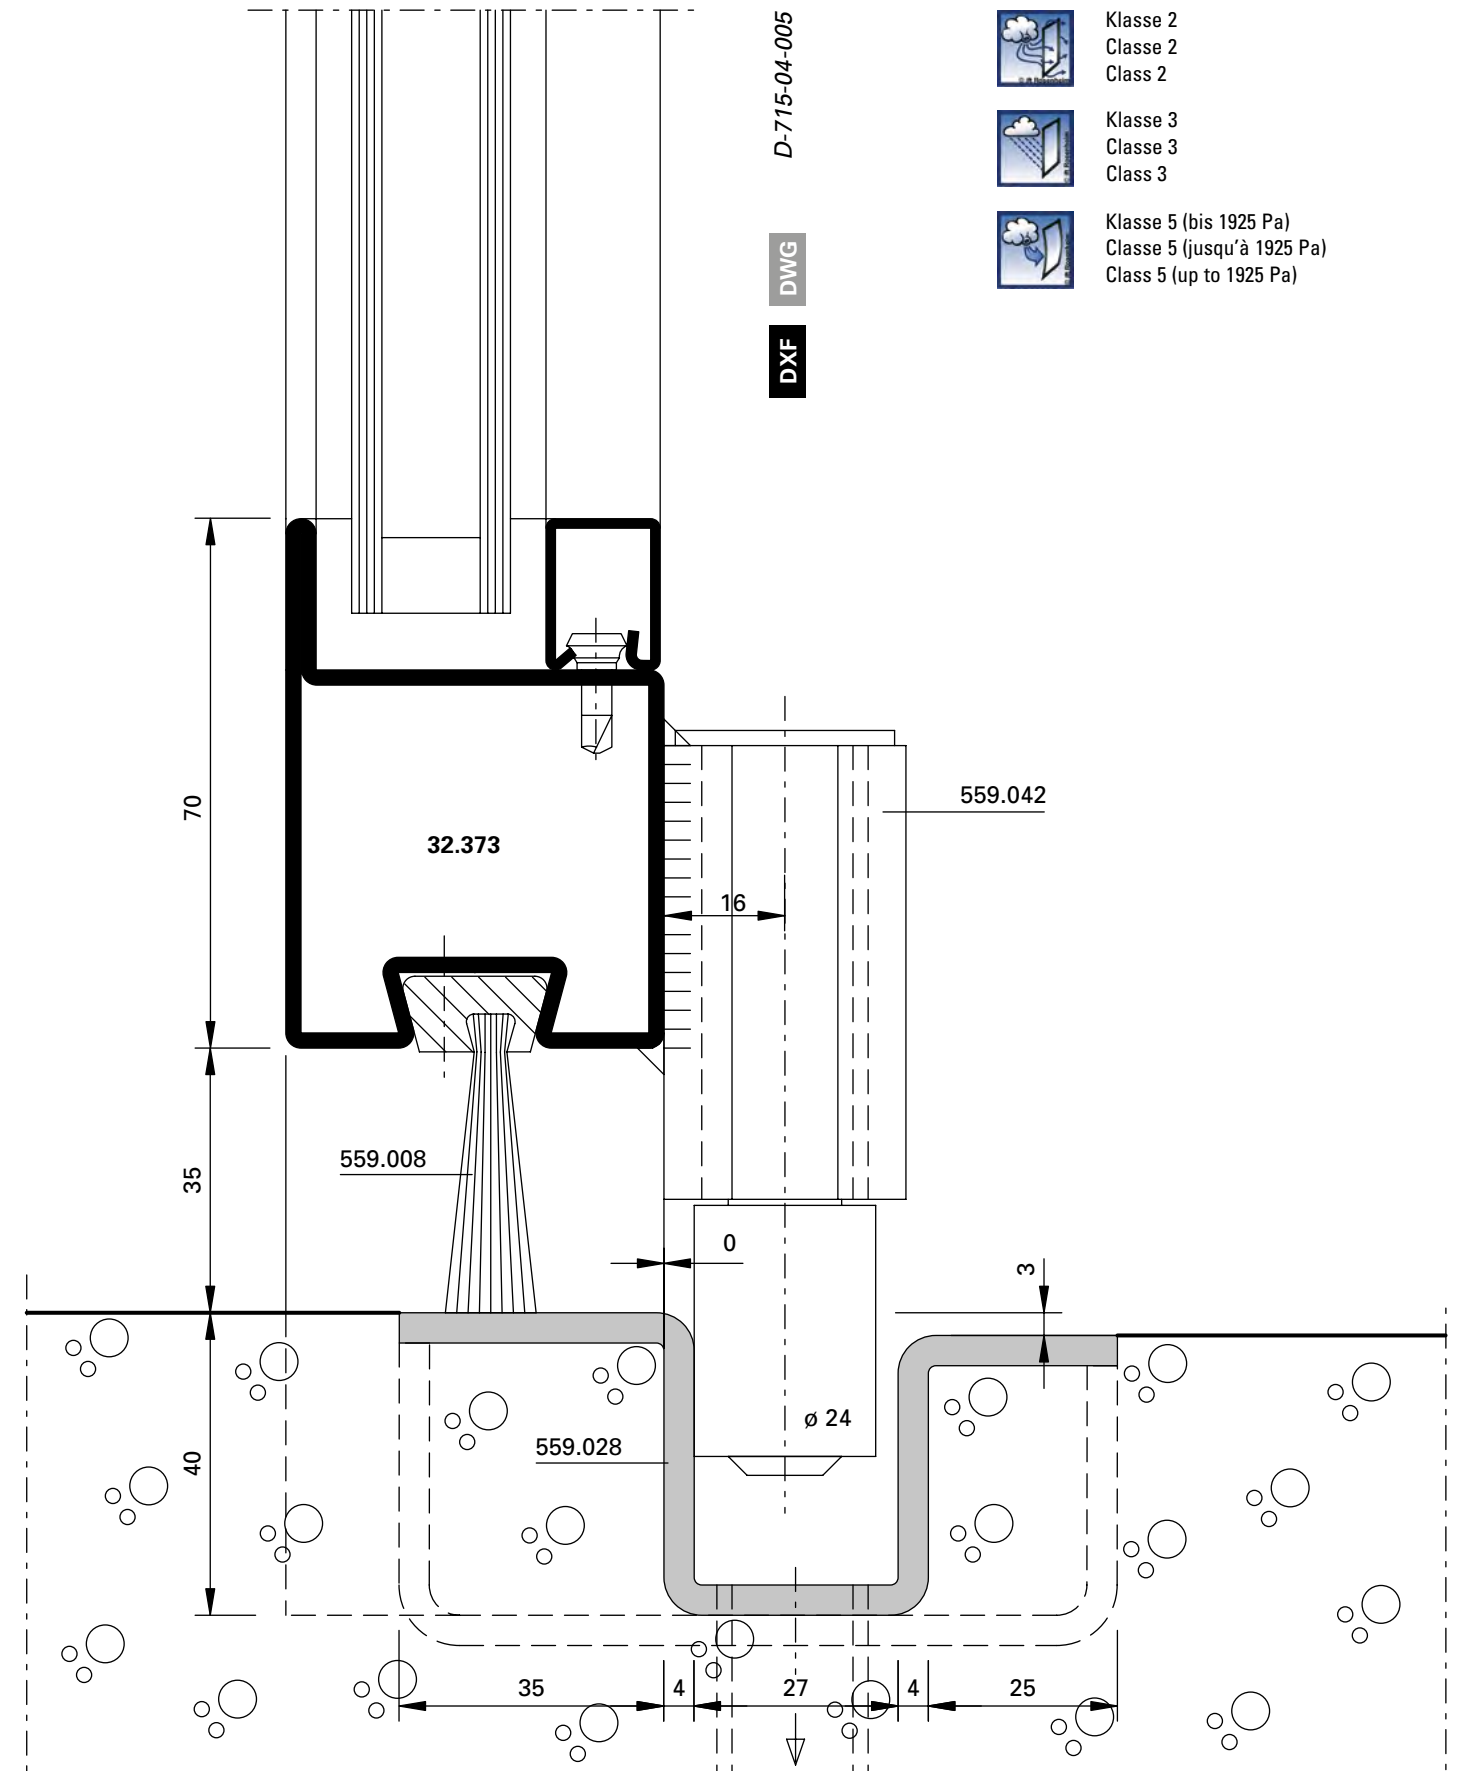 D-715-04-005
DWG
DXF
Klasse 2
Classe 2
Class 2
Klasse 3
Classe 3
Class 3
Klasse 5 (bis 1925 Pa)
Classe 5 (jusqu'à 1925 Pa)
Class 5 (up to 1925 Pa)
70
32.373
559.042
16
35
559.008
0
3
ø 24
559.028
40
35
4
27
4
25